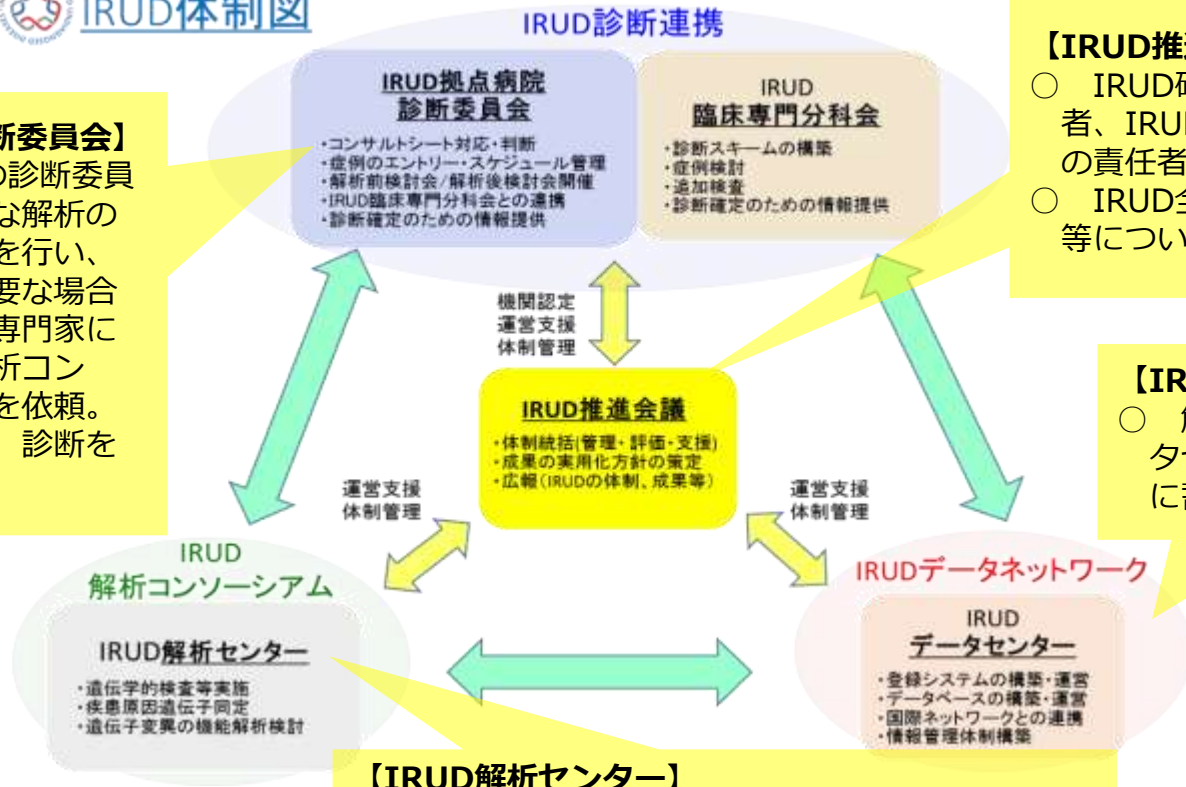 IRUD体制図
IRUD診断連携
IRUD拠点病院
診断委員会
・コンサルトシート対応・判断
・症例のエントリー・スケジュール管理
・解析前検討会/解析後検討会開催
・IRUD臨床専門分科会との連携
・診断確定のための情報提供
IRUD
臨床専門分科会
・診断スキームの構築
・症例検討
・追加検査
・診断確定のための情報提供
【IRUD推
○ IRUD
者、IRU
の責任者
○ IRUD
等につい
断委員会】
の診断委員
な解析の
を行い、
要な場合
専門家に
析コン
を依頼。
診断を
機関認定
運営支援
体制管理
IRUD推進会議
・体制統括(管理・評価・支援)
・成果の実用化方針の策定
・広報(IRUDの体制、成果等)
【IR
○
タ
に
運営支援
体制管理
運営支援
体制管理
IRUD
解析コンソーシアム
IRUD解析センター
・遺伝学的検査等実施
・疾患原因遺伝子同定
・遺伝子変異の機能解析検討
IRUDデータネットワーク
IRUD
データセンター
・登録システムの構築・運営
・データベースの構築・運営
・国際ネットワークとの連携
・情報管理体制構築
【IRUD解析センター】